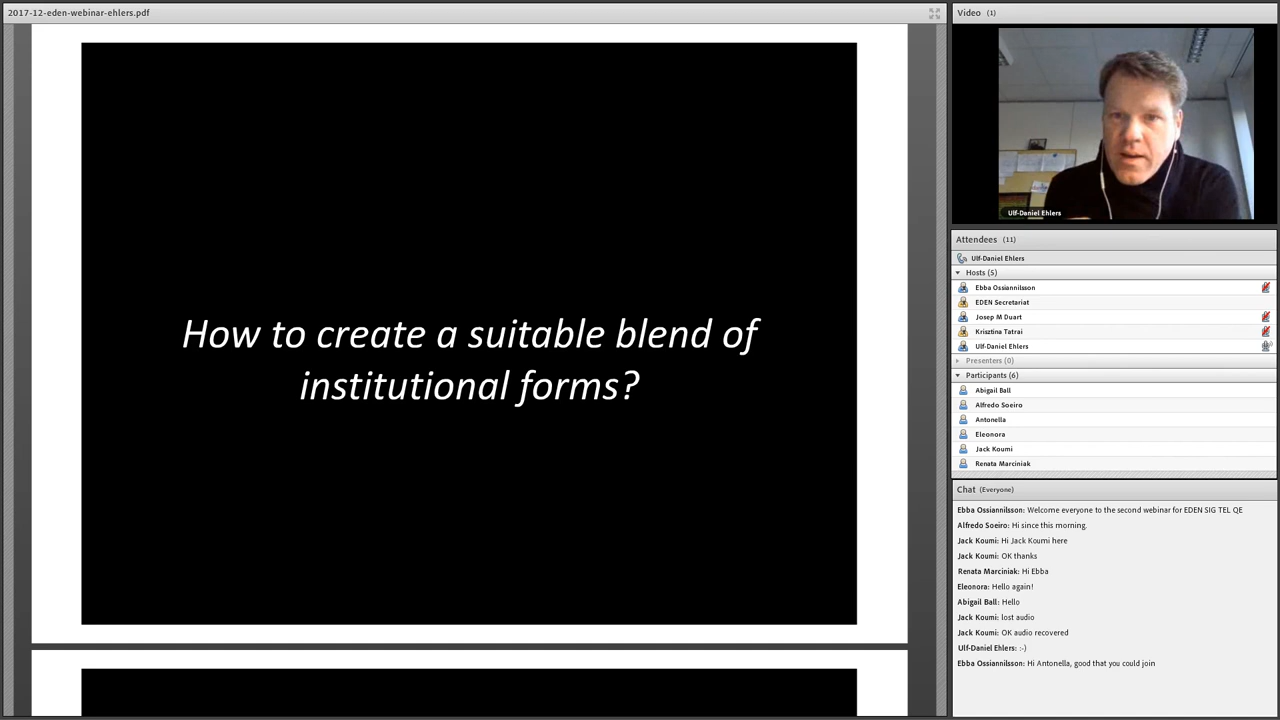 2017-12-eden-webinar-ehlers.pdf
How to create a suitable blend of
institutional forms?
Video (1)
Ulf-Daniel Ehlers
Attendees (11)
Ulf-Daniel Ehlers
Hosts (5)
Ebba Ossiannilsson
EDEN Secretariat
Josep M Duart
Krisztina Tatrai
Ulf-Daniel Ehlers
Presenters (0)
Participants (6)
Abigail Ball
Alfredo Soeiro
Antonella
Eleonora
Jack Koumi
Renata Marciniak
Chat (Everyone)
Ebba Ossiannilsson: Welcome everyone to the second webinar for EDEN SIG TEL QE
Alfredo Soeiro: Hi since this morning.
Jack Koumi: Hi Jack Koumi here
Jack Koumi: OK thanks
Renata Marciniak: Hi Ebba
Eleonora: Hello again!
Abigail Ball: Hello
Jack Koumi: lost audio
Jack Koumi: OK audio recovered
Ulf-Daniel Ehlers: :-)
Ebba Ossiannilsson: Hi Antonella, good that you could join